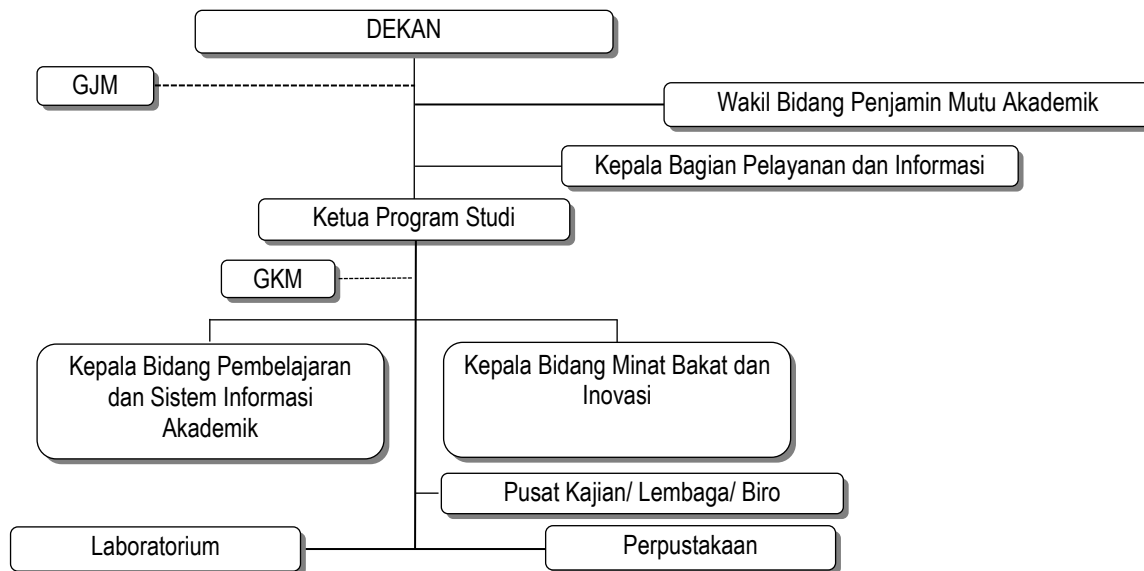 DEKAN
GJM
Wakil Bidang Penjamin Mutu Akademik
Kepala Bagian Pelayanan dan Informasi
Ketua Program Studi
GKM
Kepala Bidang Pembelajaran
dan Sistem Informasi
Akademik
Kepala Bidang Minat Bakat dan
Inovasi
Pusat Kajian/ Lembaga/ Biro
Laboratorium
Perpustakaan